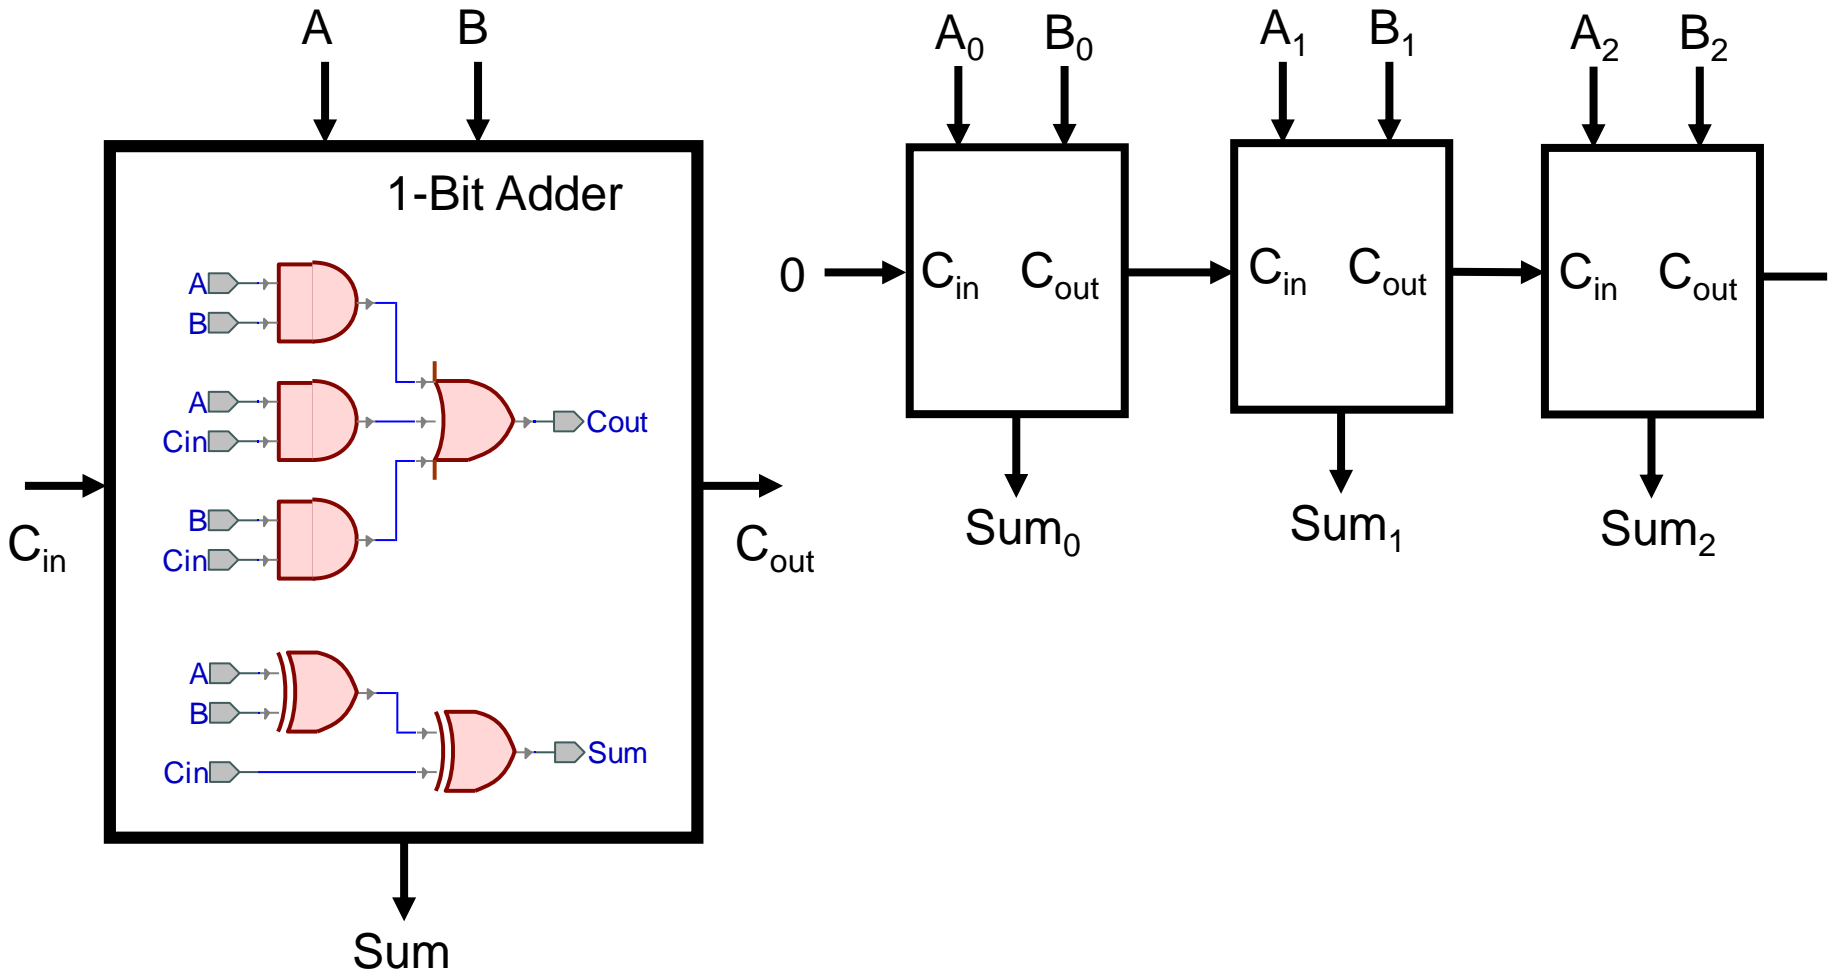 A B
1-Bit Adder
A
B
A
Cin
Cout
B
Cin
A
B
Cin
Sum
Cin
Cout
Sum
A0 B0 A1 B1 A2 B2
0 Cin Cout Cin Cout Cin Cout
Sum0 Sum1 Sum2